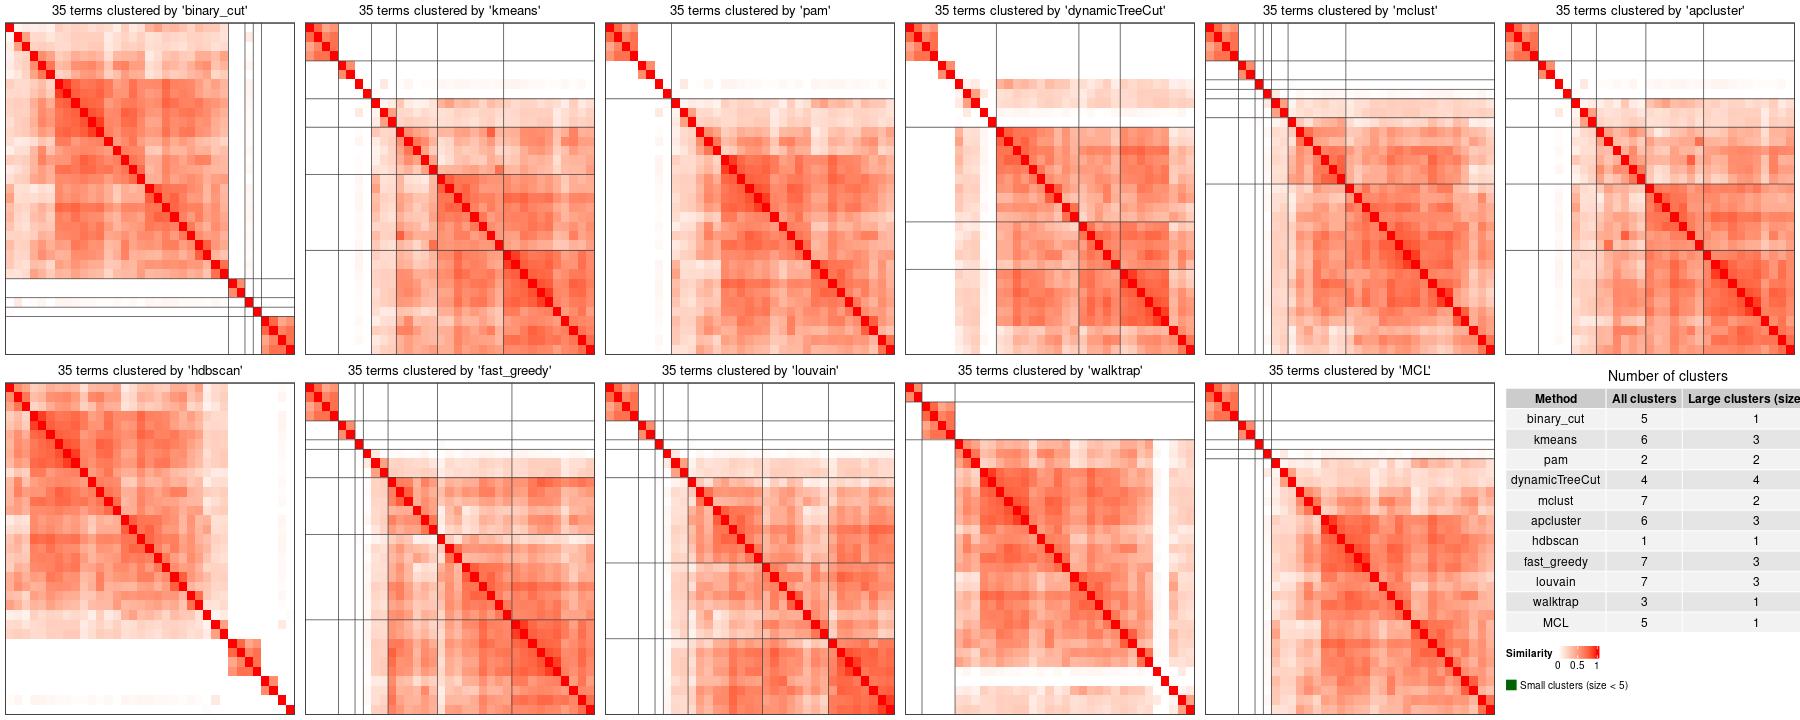 35 terms clustered by 'binary_cut'
35 terms clustered by 'kmeans'
35 terms clustered by 'pam'
35 terms clustered by 'dynamicTreeCut'
35 terms clustered by 'mclust'
35 terms clustered by 'apcluster'
35 terms clustered by 'hdbscan'
35 terms clustered by 'fast_greedy'
35 terms clustered by 'louvain'
35 terms clustered by 'walktrap'
35 terms clustered by 'MCL'
Number of clusters
Method All clusters Large clusters (size
binary_cut 5 1
kmeans 6 3
pam 2 2
dynamicTreeCut 4 4
mclust 7 2
apcluster 6 3
hdbscan 1 1
fast_greedy 7 3
louvain 7 3
walktrap 3 1
MCL 5 1
Similarity
0 0.5 1
Small clusters (size < 5)